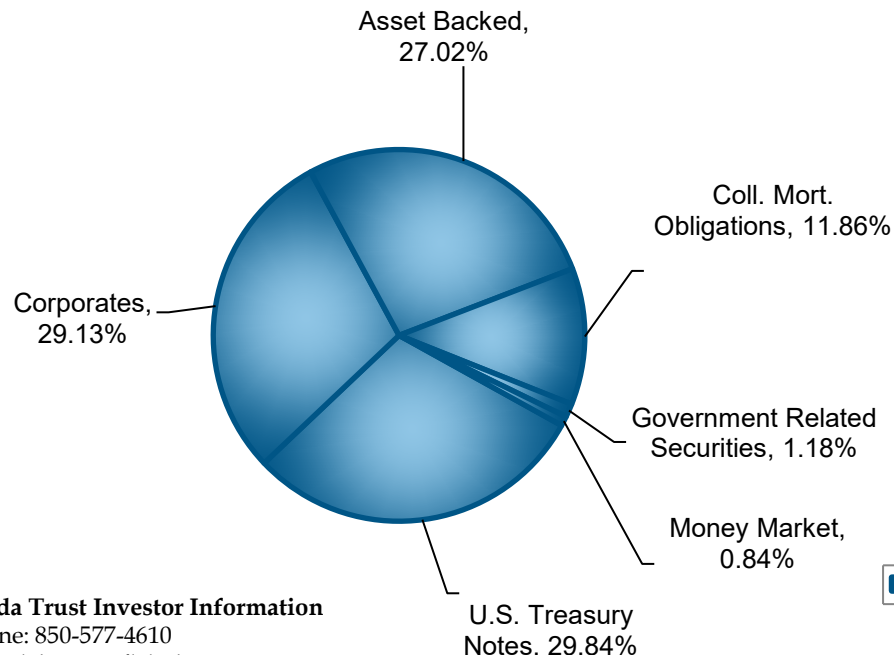 Asset Backed,
27.02%
Coll. Mort.
Obligations, 11.86%
Corporates,
29.13%
Government Related
Securities, 1.18%
Money Market,
0.84%
U.S. Treasury
Notes, 29.84%
da Trust Investor Information
ne: 850-577-4610